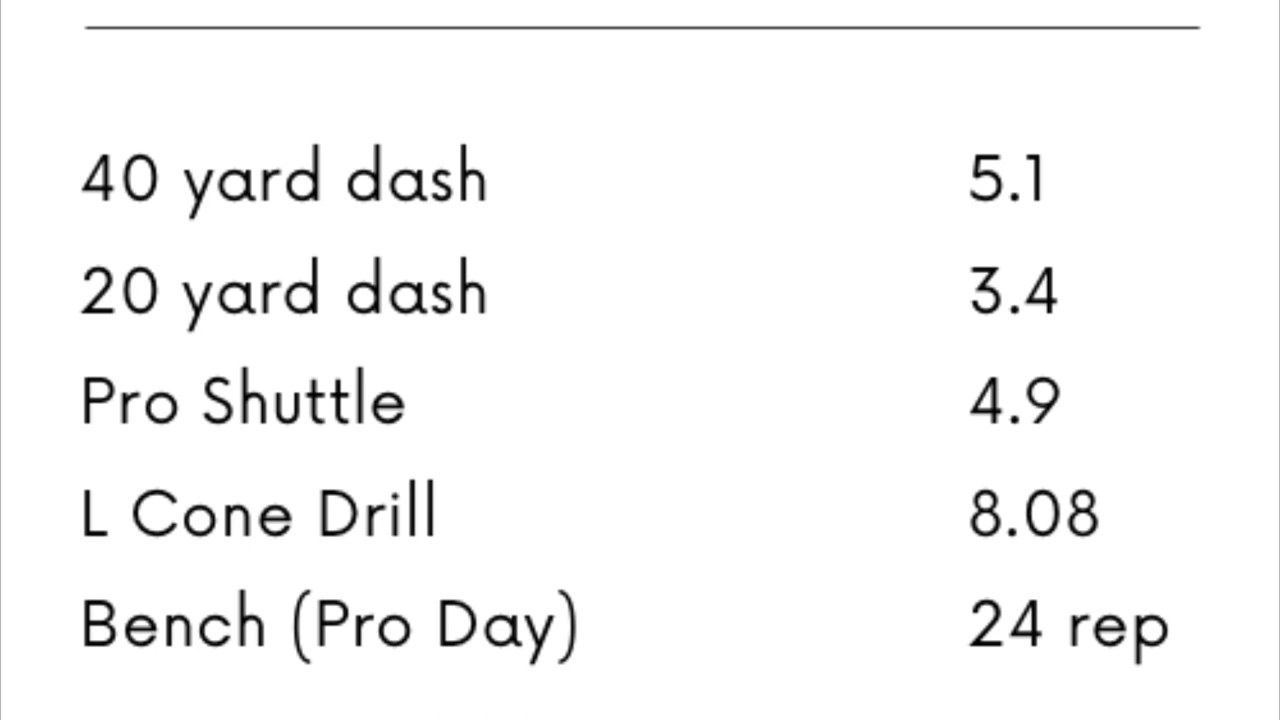 40 yard dash 5.1
20 yard dash 3.4
Pro Shuttle 4.9
L Cone Drill 8.08
Bench (Pro Day) 24 rep